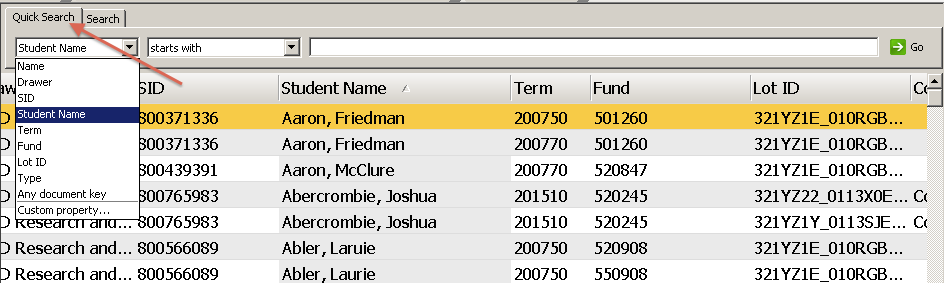 Quick Search Search
Student Name starts with Go
Name
Drawer
SID
Student Name
Term
Fund
Lot ID
Type
Any document key
Custom property...
SID Student Name Term Fund Lot ID
800371336 Aaron, Friedman 200750 501260 321YZ1E_010RGB...
800371336 Aaron, Friedman 200770 501260 321YZ1E_010RGB...
800439391 Aaron, McClure 200770 520847 321YZ1E_010RGB...
800765983 Abercrombie, Joshua 201510 520245 321YZ22_0113X0E...
D Research and... 800765983 Abercrombie, Joshua 201510 520245 321YZ1Y_0113SJE...
D Research and... 800566089 Abler, Laruie 200750 520908 321YZ1E_010RGB...
D Research and... 800566089 Abler, Laurie 200750 550908 321YZ1E_010RGB...